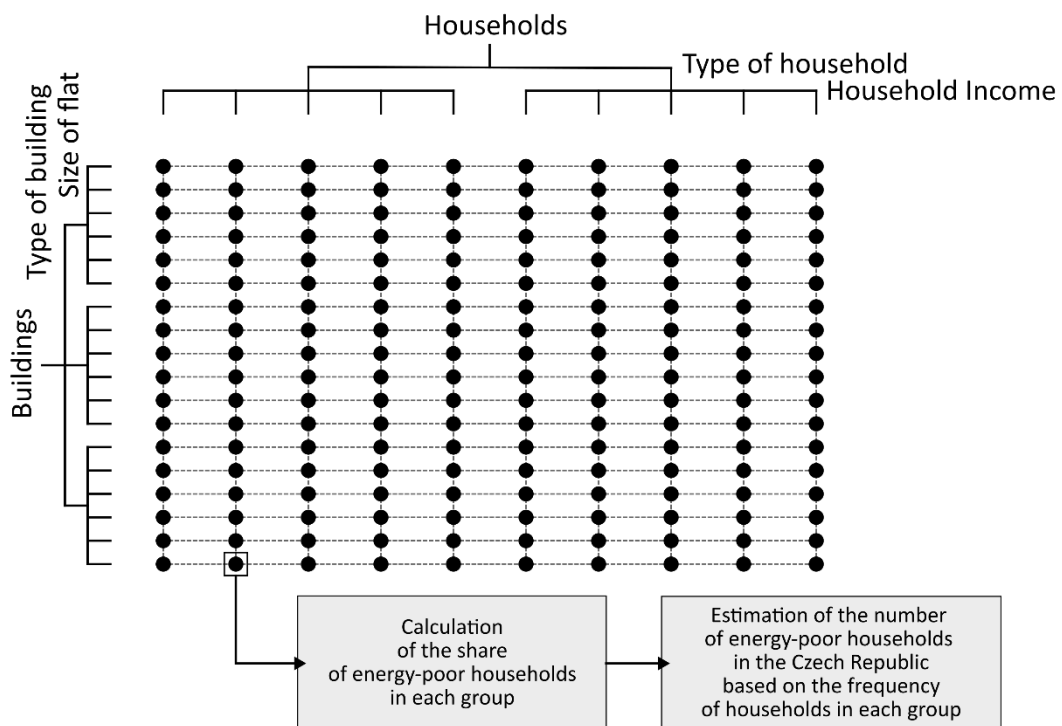 Households
Type of household
Household Income
Type of building
Size of flat
Buildings
Calculation
of the share
of energy-poor households
in each group
Estimation of the number
of energy-poor households
in the Czech Republic
based on the frequency
of households in each group